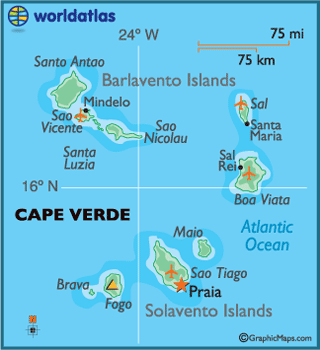 worldatlas
24° W
75 mi
75 km
Santo Antao
Barlavento Islands
Mindelo
Sao
Vicente
Sao
Nicolau
Santa
Luzia
Sal
Santa
Maria
Sal
Rei
16° N
Boa Viata
CAPE VERDE
Atlantic
Ocean
Maio
Sao Tiago
Brava
Fogo
Praia
Solavento Islands
©GraphicMaps.com